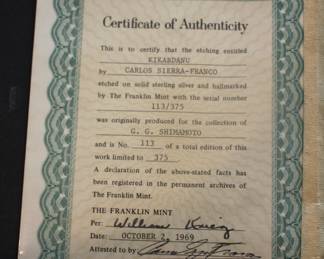 Certificate of Authenticity
This is to certify that the etching entitled
KIKABDANU
by CARLOS SIERRA-FRANCO
etched on solid sterling silver and hallmarked
by The Franklin Mint with the serial number
113/375
was originally produced for the collection of
G. G. SHIMAMOTO
and is No. 113 of a total edition of this
work limited to 375
A declaration of the above-stated facts has
been registered in the permanent archives of
The Franklin Mint.
THE FRANKLIN MINT
Per: William Krieg
Date: OCTOBER 2, 1969
Attested to by: